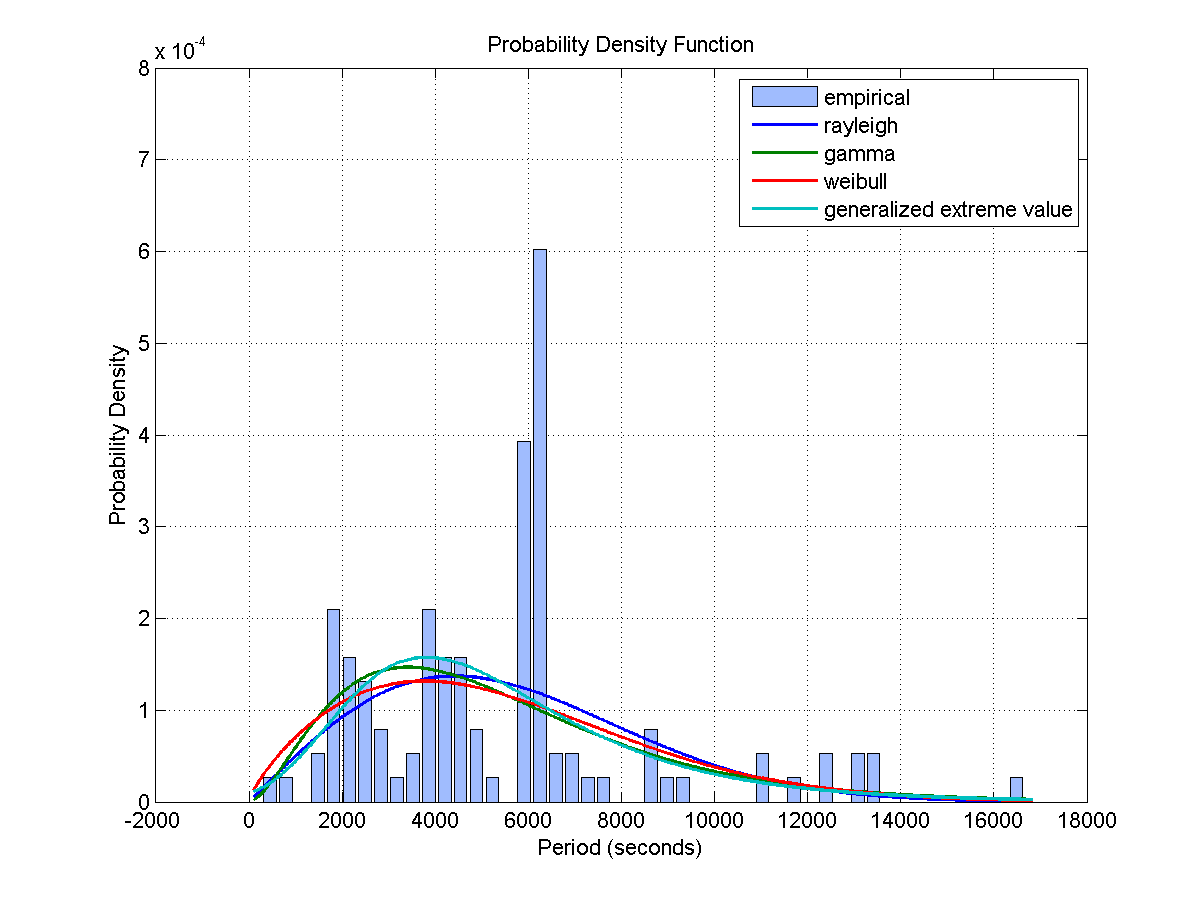 Probability Density Function
x 10-4
8
7
6
5
4
3
2
1
0
Probability Density
-2000 0 2000 4000 6000 8000 10000 12000 14000 16000 18000
Period (seconds)
empirical
rayleigh
gamma
weibull
generalized extreme value